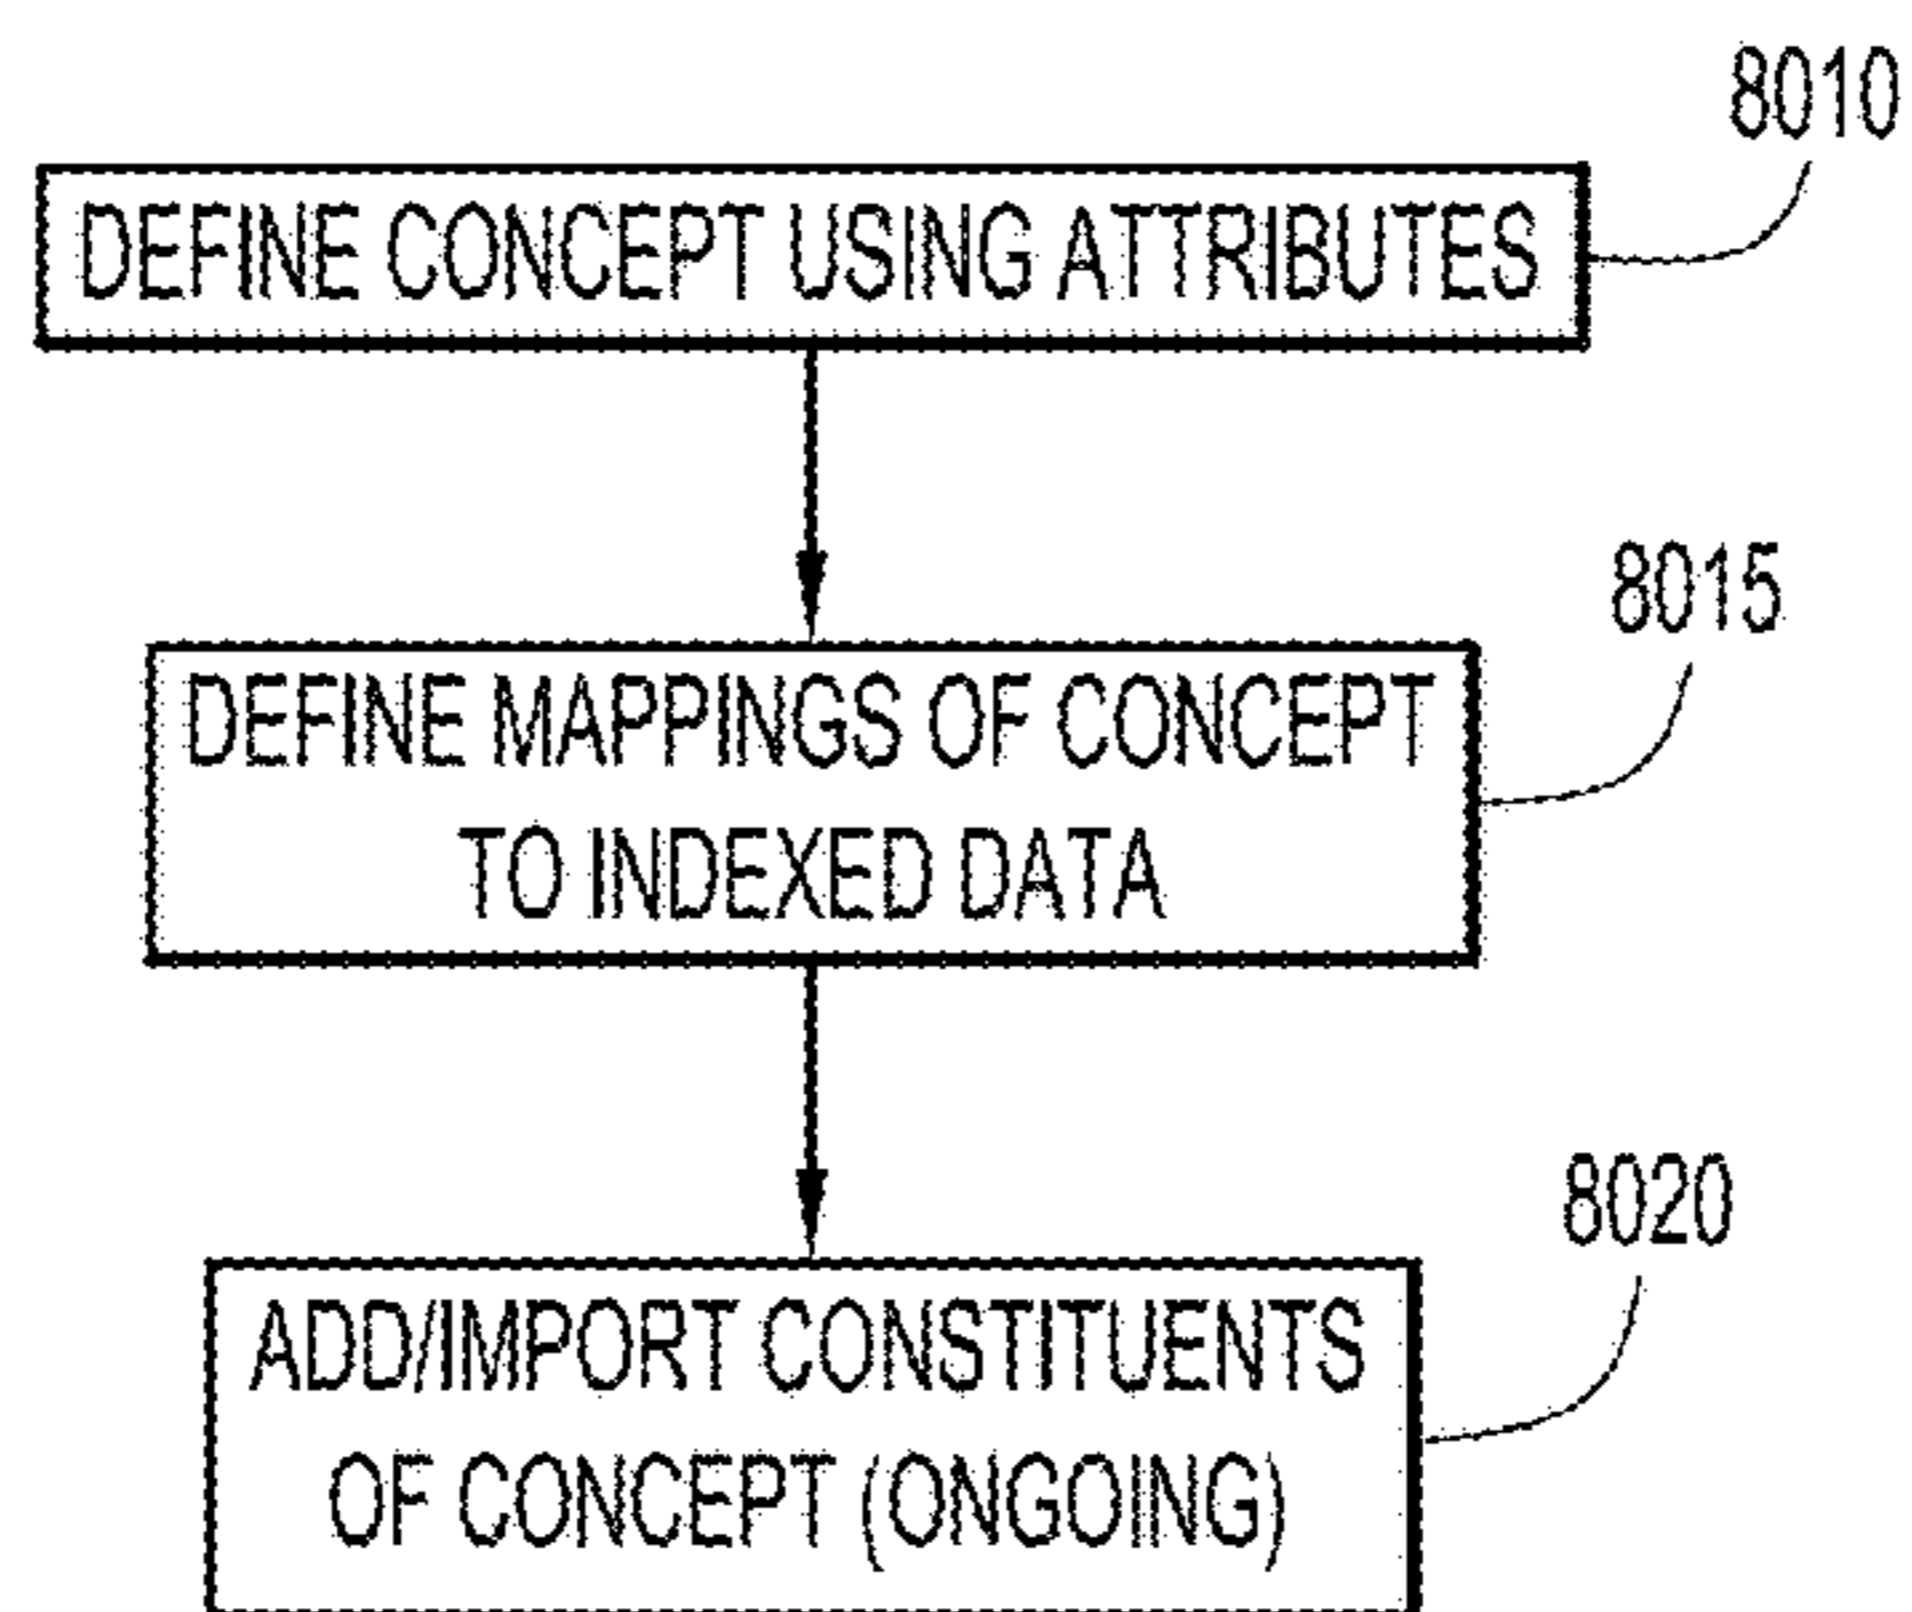 8010
DEFINE CONCEPT USING ATTRIBUTES
8015
DEFINE MAPPINGS OF CONCEPT
TO INDEXED DATA
8020
ADD/IMPORT CONSTITUENTS
OF CONCEPT (ONGOING)